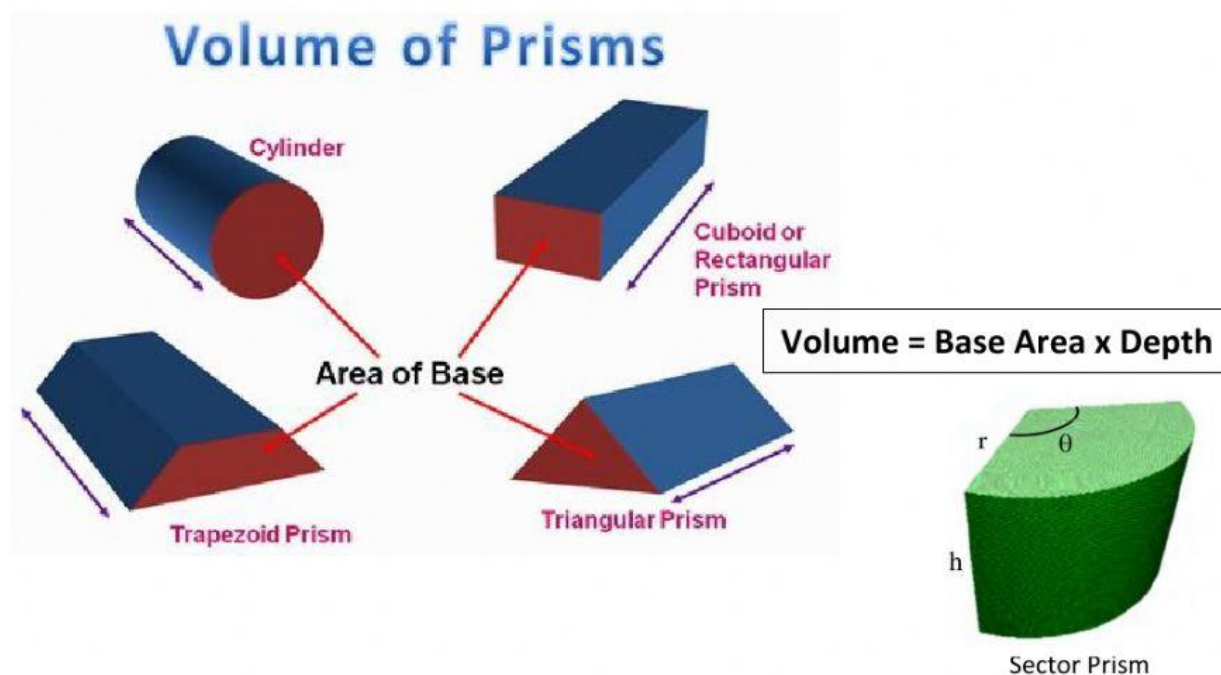 Volume of Prisms
Cylinder
Cuboid or
Rectangular
Prism
Volume = Base Area x Depth
Area of Base
r
θ
h
Trapezoid Prism
Triangular Prism
Sector Prism